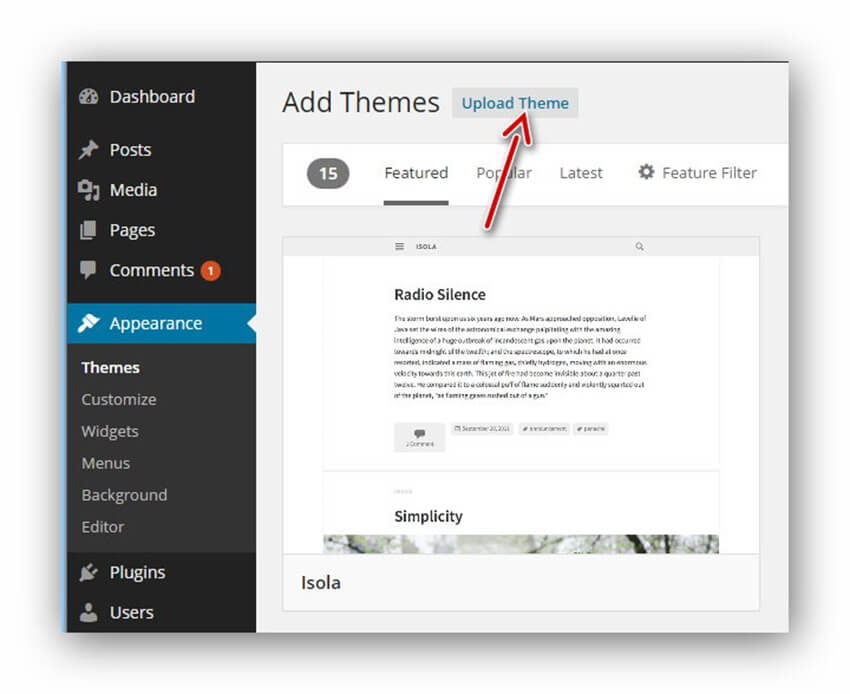 Dashboard
Posts
Media
Pages
Comments 1
Appearance
Themes
Customize
Widgets
Menus
Background
Editor
Plugins
Users
Add Themes Upload Theme
15 Featured Popular Latest Feature Filter
ISOLA
Radio Silence
The storm burst upon us six years ago now. As Mars approached opposition, Lavelle of
Java set the wires of the astronomical exchange palpitating with the amazing
intelligence of a huge outbreak of incandescent gas upon the planet. It had occurred
towards midnight of the twelfth; and the spectroscope, to which he had at once
resorted, indicated a mass of flaming gas, chiefly hydrogen, moving with an enormous
velocity towards this earth. This jet of fire had become invisible about a quarter past
twelve. He compared it to a colossal puff of flame suddenly and violently squirted out
of the planet, "as flaming gases rushed out of a gun."
1 Comment
announcement
Simplicity
Isola